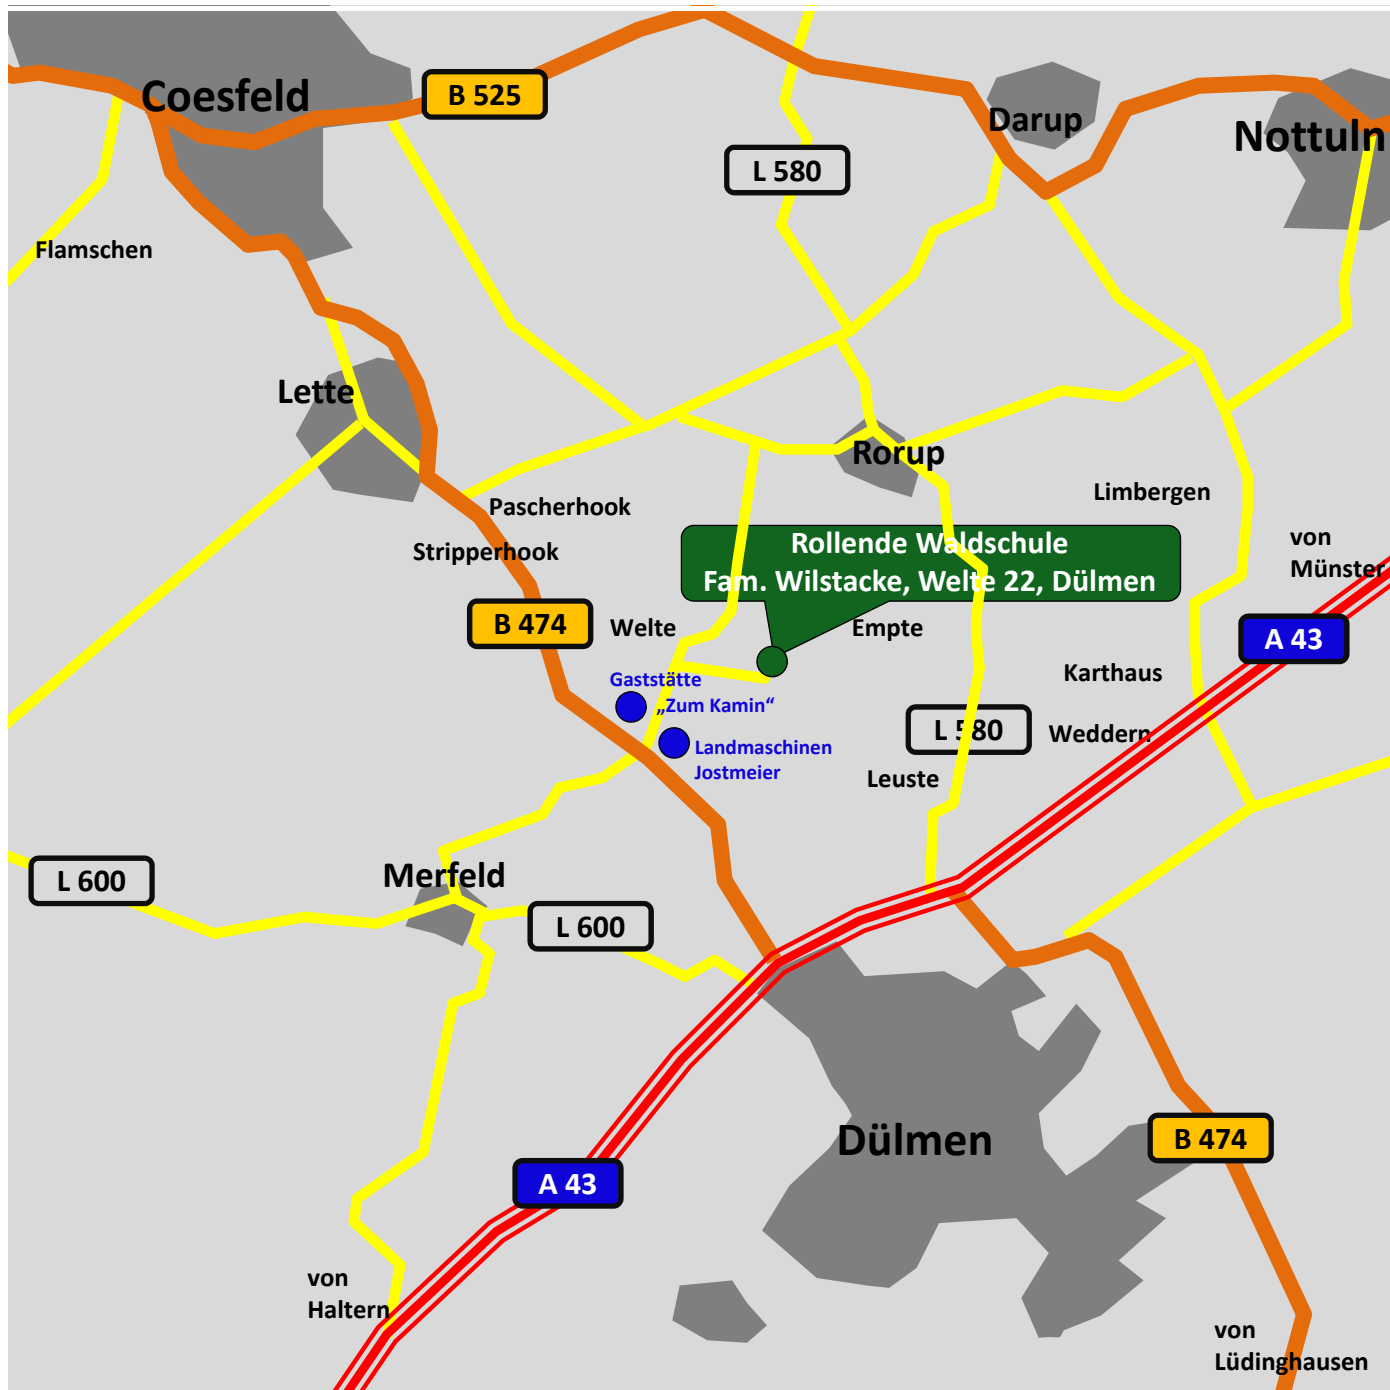 Coesfeld
B 525
Darup
Nottuln
L 580
Flamschen
Lette
Rorup
Limbergen
Pascherhook
Stripperhook
von
Münster
Rollende Waldschule
Fam. Wilstacke, Welte 22, Dülmen
B 474
Welte
Empte
A 43
Karthaus
Gaststätte
„Zum Kamin“
L 580
Weddern
Landmaschinen
Jostmeier
Leuste
L 600
Merfeld
L 600
Dülmen
B 474
A 43
von
Haltern
von
Lüdinghausen